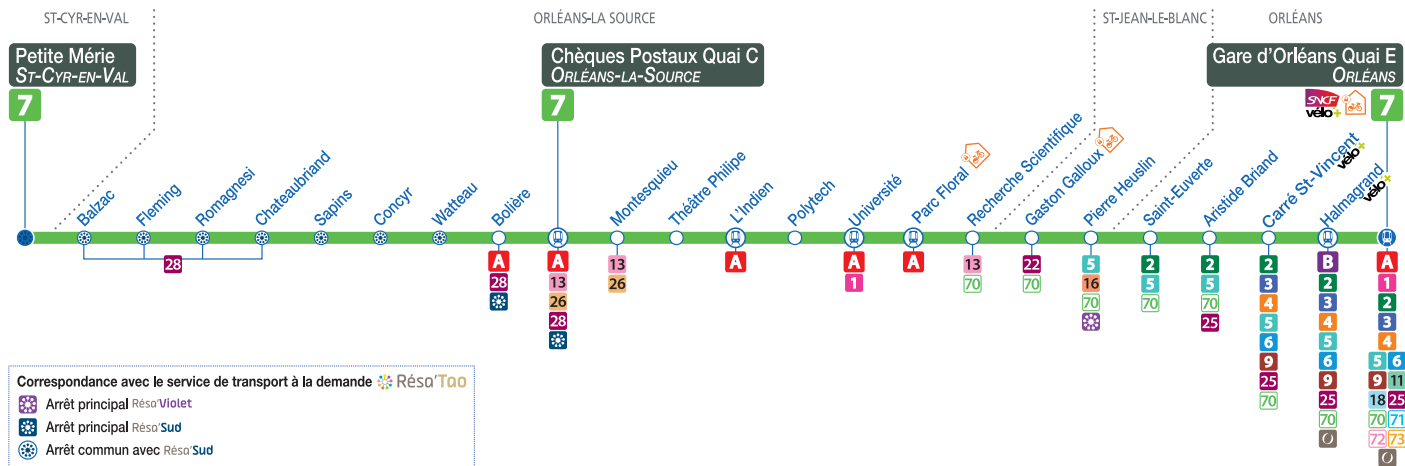 ST-CYR-EN-VAL
ORLÉANS-LA SOURCE
ST-JEAN-LE-BLANC
ORLÉANS
Petite Mérie
ST-CYR-EN-VAL
7
Chèques Postaux Quai C
ORLÉANS-LA-SOURCE
7
Gare d'Orléans Quai E
ORLÉANS
SNCF
vélo+
7
Balzac
Fleming
Romagnesi
Chateaubriand
28
Sapins
Concyr
Watteau
Bolière
A
28
A
13
26
28
Montesquieu
13
26
Théâtre Philipe
L'Indien
A
Polytech
Université
A
1
Parc Floral
A
Recherche Scientifique
13
70
Gaston Galloux
22
70
Pierre Heuslin
5
16
70
Saint-Euverte
2
5
70
Aristide Briand
2
5
70
25
Carré St-Vincent
vélo+
2
3
4
5
6
9
25
70
Halmagrand
vélo+
B
2
3
4
5
6
9
25
70
O
A
1
2
3
4
5 6
9 11
18 25
70 71
72 73
O
Correspondance avec le service de transport à la demande Résa'Tao
Arrêt principal Résa'Violet
Arrêt principal Résa'Sud
Arrêt commun avec Résa'Sud